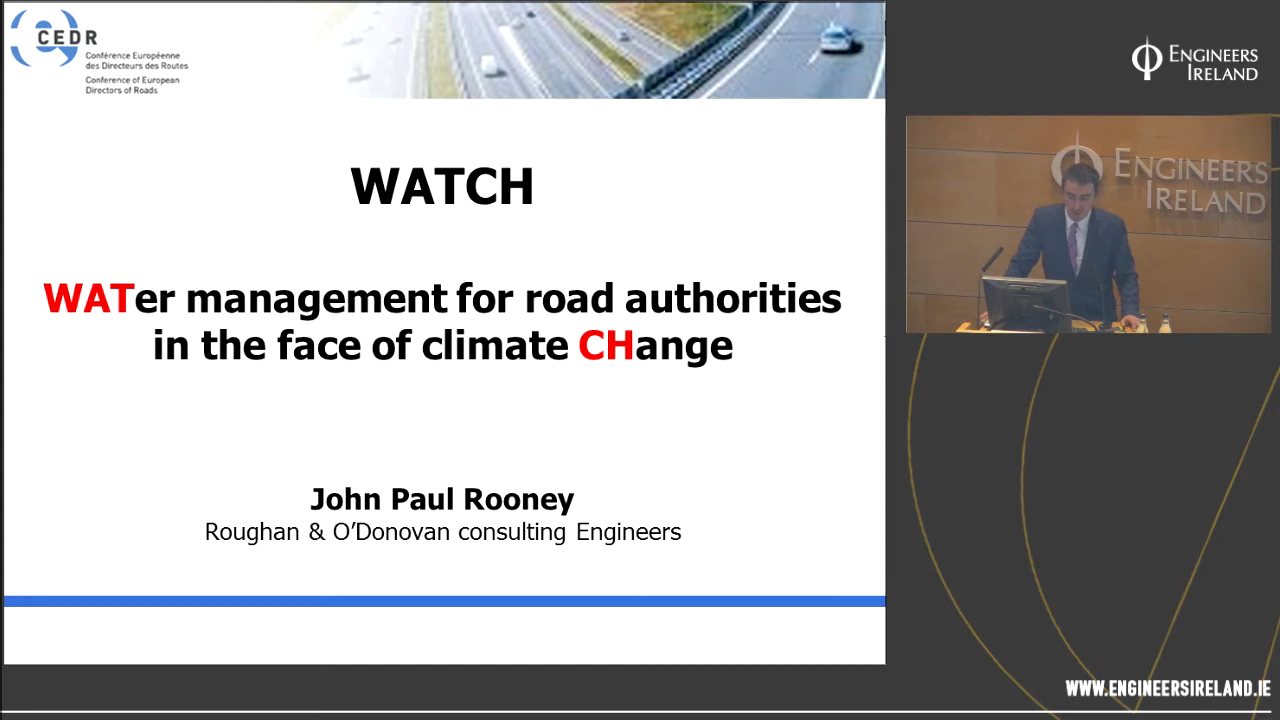 CEDR
Conférence Européenne
des Directeurs des Routes
Conference of European
Directors of Roads
WATCH
WATer management for road authorities
in the face of climate CHange
John Paul Rooney
Roughan & O'Donovan consulting Engineers
ENGINEERS
IRELAND
ENGINEERS
IRELAND
WWW.ENGINEERSIRELAND.IE